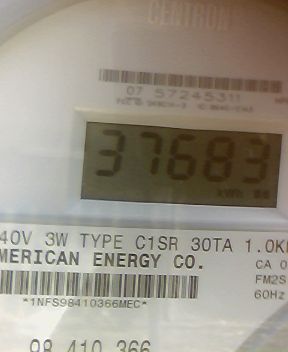 CENTRON
07 57245311
37683
kWh
40V 3W TYPE C1SR 30TA 1.0K
MERICAN ENERGY CO.
CA 0
FM2S
60Hz
*1NFS98410366MEC*
98 410 366